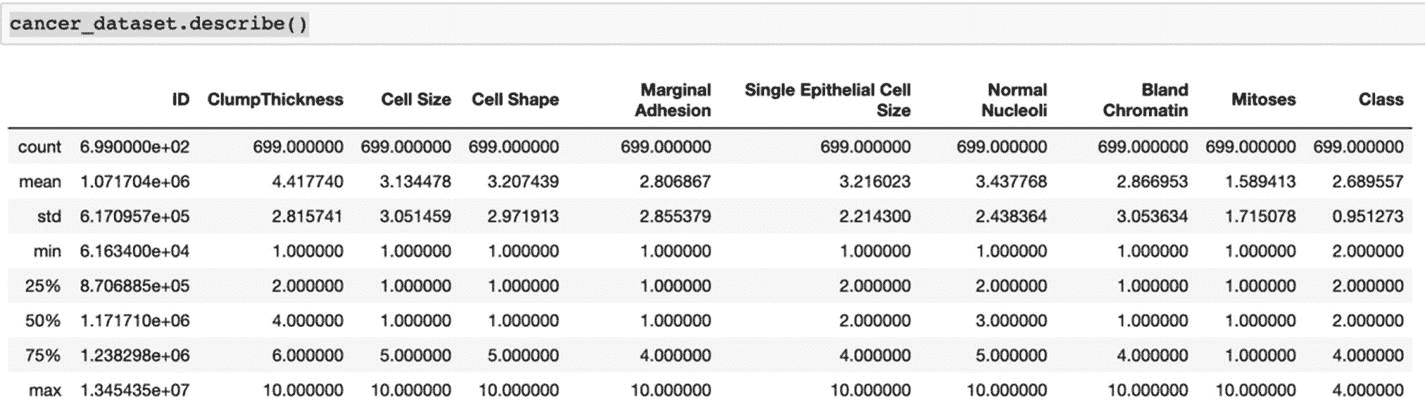 cancer_dataset.describe()
ID ClumpThickness Cell Size Cell Shape Marginal Adhesion Single Epithelial Cell Size Normal Nucleoli Bland Chromatin Mitoses Class
count 6.990000e+02 699.000000 699.000000 699.000000 699.000000 699.000000 699.000000 699.000000 699.000000 699.000000
mean 1.071704e+06 4.417740 3.134478 3.207439 2.806867 3.216023 3.437768 2.866953 1.589413 2.689557
std 6.170957e+05 2.815741 3.051459 2.971913 2.855379 2.214300 2.438364 3.053634 1.715078 0.951273
min 6.163400e+04 1.000000 1.000000 1.000000 1.000000 1.000000 1.000000 1.000000 1.000000 2.000000
25% 8.706885e+05 2.000000 1.000000 1.000000 1.000000 2.000000 2.000000 1.000000 1.000000 2.000000
50% 1.171710e+06 4.000000 1.000000 1.000000 1.000000 2.000000 3.000000 1.000000 1.000000 2.000000
75% 1.238298e+06 6.000000 5.000000 5.000000 4.000000 4.000000 5.000000 4.000000 1.000000 4.000000
max 1.345435e+07 10.000000 10.000000 10.000000 10.000000 10.000000 10.000000 10.000000 10.000000 4.000000